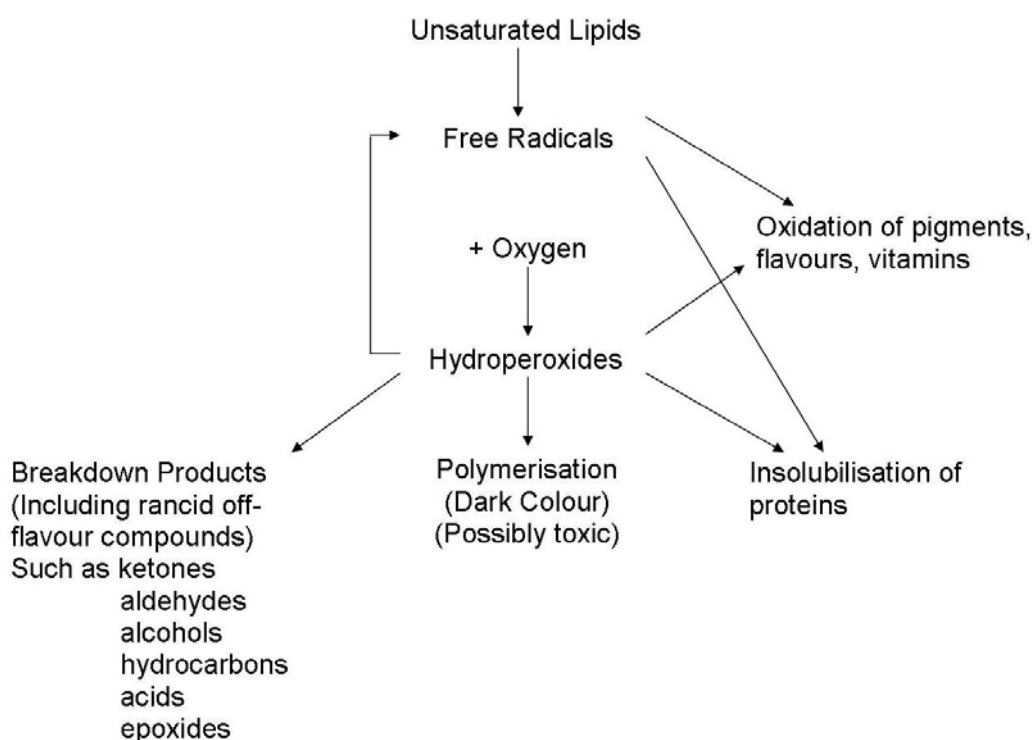 Unsaturated Lipids
Free Radicals
+ Oxygen
Oxidation of pigments,
flavours, vitamins
Hydroperoxides
Breakdown Products
(Including rancid off-
flavour compounds)
Such as ketones
aldehydes
alcohols
hydrocarbons
acids
epoxides
Polymerisation
(Dark Colour)
(Possibly toxic)
Insolubilisation of
proteins